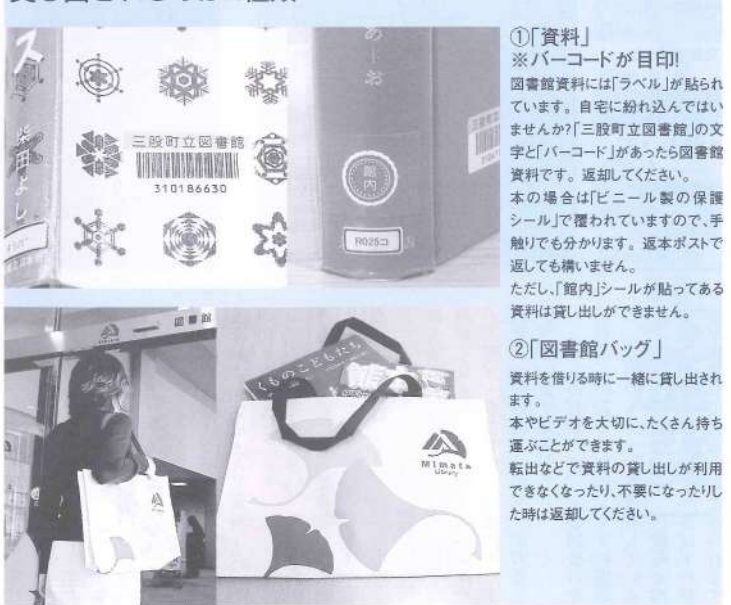 ①「資料」
※バーコードが目印!
図書館資料には「ラベル」が貼られ
ています。自宅に紛れ込んではい
ませんか?「三股町立図書館」の文
字と「バーコード」があったら図書館
資料です。返却してください。
本の場合は「ビニール製の保護
シール」で覆われていますので、手
触りでも分かります。返本ポストで
返しても構いません。
ただし、「館内」シールが貼ってある
資料は貸し出しができません。
②「図書館バッグ」
資料を借りる時に一緒に貸し出され
ます。
本やビデオを大切に、たくさん持ち
運ぶことができます。
転出などで資料の貸し出しが利用
できなくなったり、不要になったりし
た時は返却してください。
ス
柴田よし
三股町立図書館
310186630
あーお
館内
R025コ
図書館
くものこどもたち
Mimata
Library